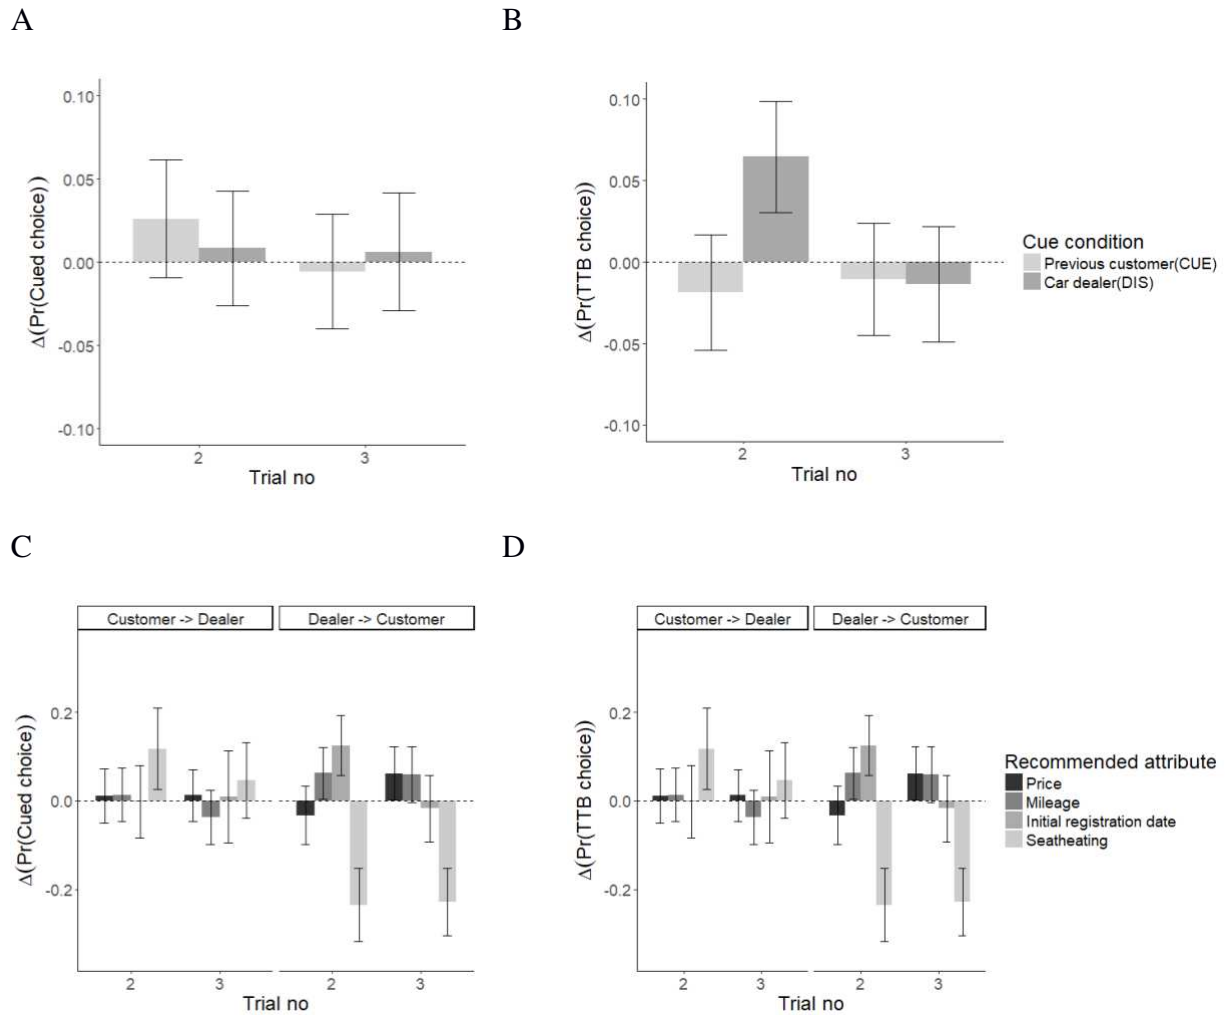 A
B
Δ(Pr(Cued choice))
0.10
0.05
0.00
-0.05
-0.10
2
3
Trial no
Δ(Pr(TTB choice))
0.10
0.05
0.00
-0.05
-0.10
2
3
Trial no
Cue condition
Previous customer(CUE)
Car dealer(DIS)
C
D
Customer -> Dealer
Dealer -> Customer
Δ(Pr(Cued choice))
0.2
0.0
-0.2
2
3
2
3
Trial no
Customer -> Dealer
Dealer -> Customer
Δ(Pr(TTB choice))
0.2
0.0
-0.2
2
3
2
3
Trial no
Recommended attribute
Price
Mileage
Initial registration date
Seatheating